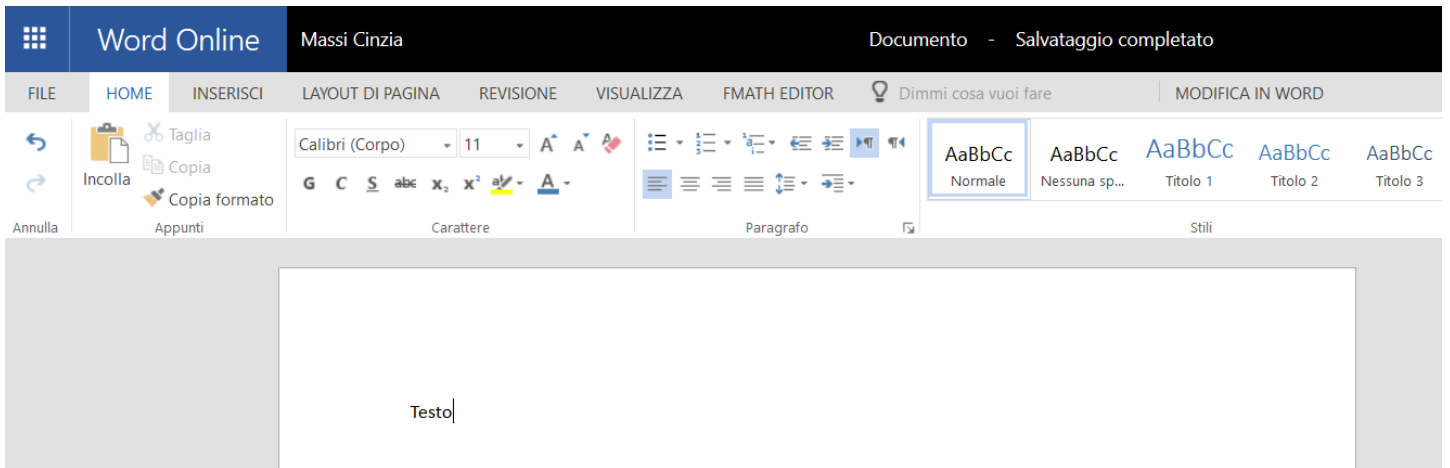 Word Online Massi Cinzia Documento - Salvataggio completato
FILE HOME INSERISCI LAYOUT DI PAGINA REVISIONE VISUALIZZA FMATH EDITOR Dimmi cosa vuoi fare MODIFICA IN WORD
Taglia
Calibri (Corpo) 11 A A
Incolla Copia
AaBbCc AaBbCc AaBbCc AaBbCc AaBbCc
G C S abc x₂ x² aby A
Normale Nessuna sp... Titolo 1 Titolo 2 Titolo 3
Copia formato
Annulla Appunti Carattere Paragrafo Stili
Testo